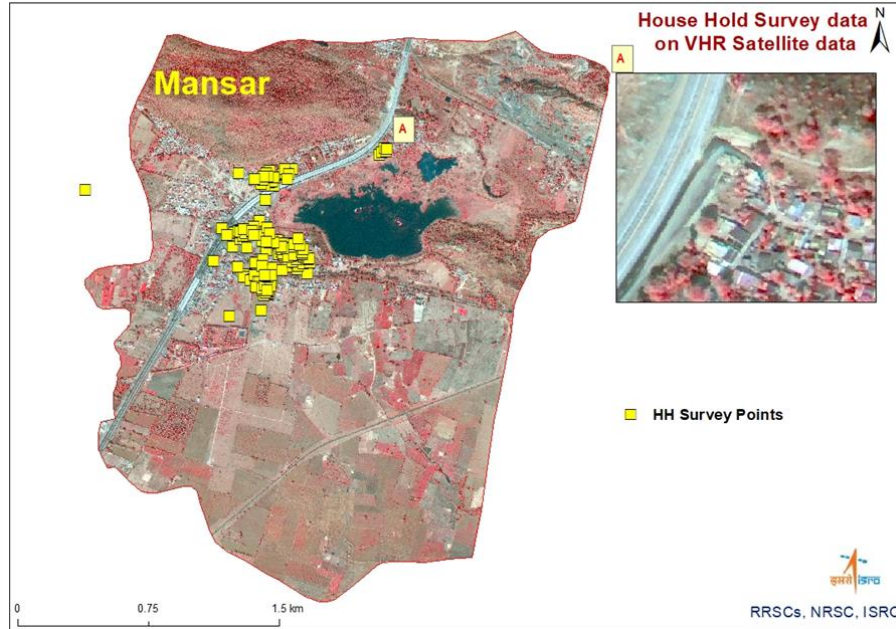 House Hold Survey data
on VHR Satellite data
N
Mansar
A
A
HH Survey Points
इसरो isro
RRSCs, NRSC, ISRO
0 0.75 1.5 km